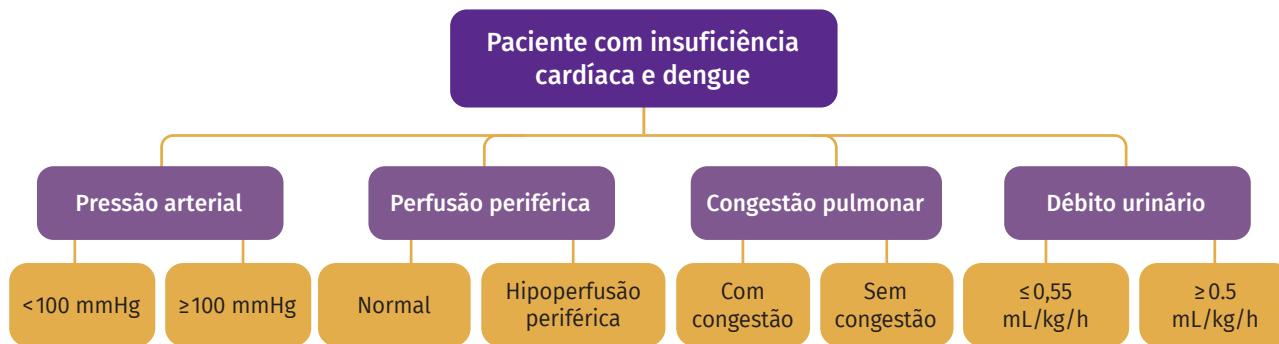 Paciente com insuficiência
cardíaca e dengue
Pressão arterial
Perfusão periférica
Congestão pulmonar
Débito urinário
<100 mmHg
≥100 mmHg
Normal
Hipoperfusão
periférica
Com
congestão
Sem
congestão
≤0,55
mL/kg/h
≥0.5
mL/kg/h